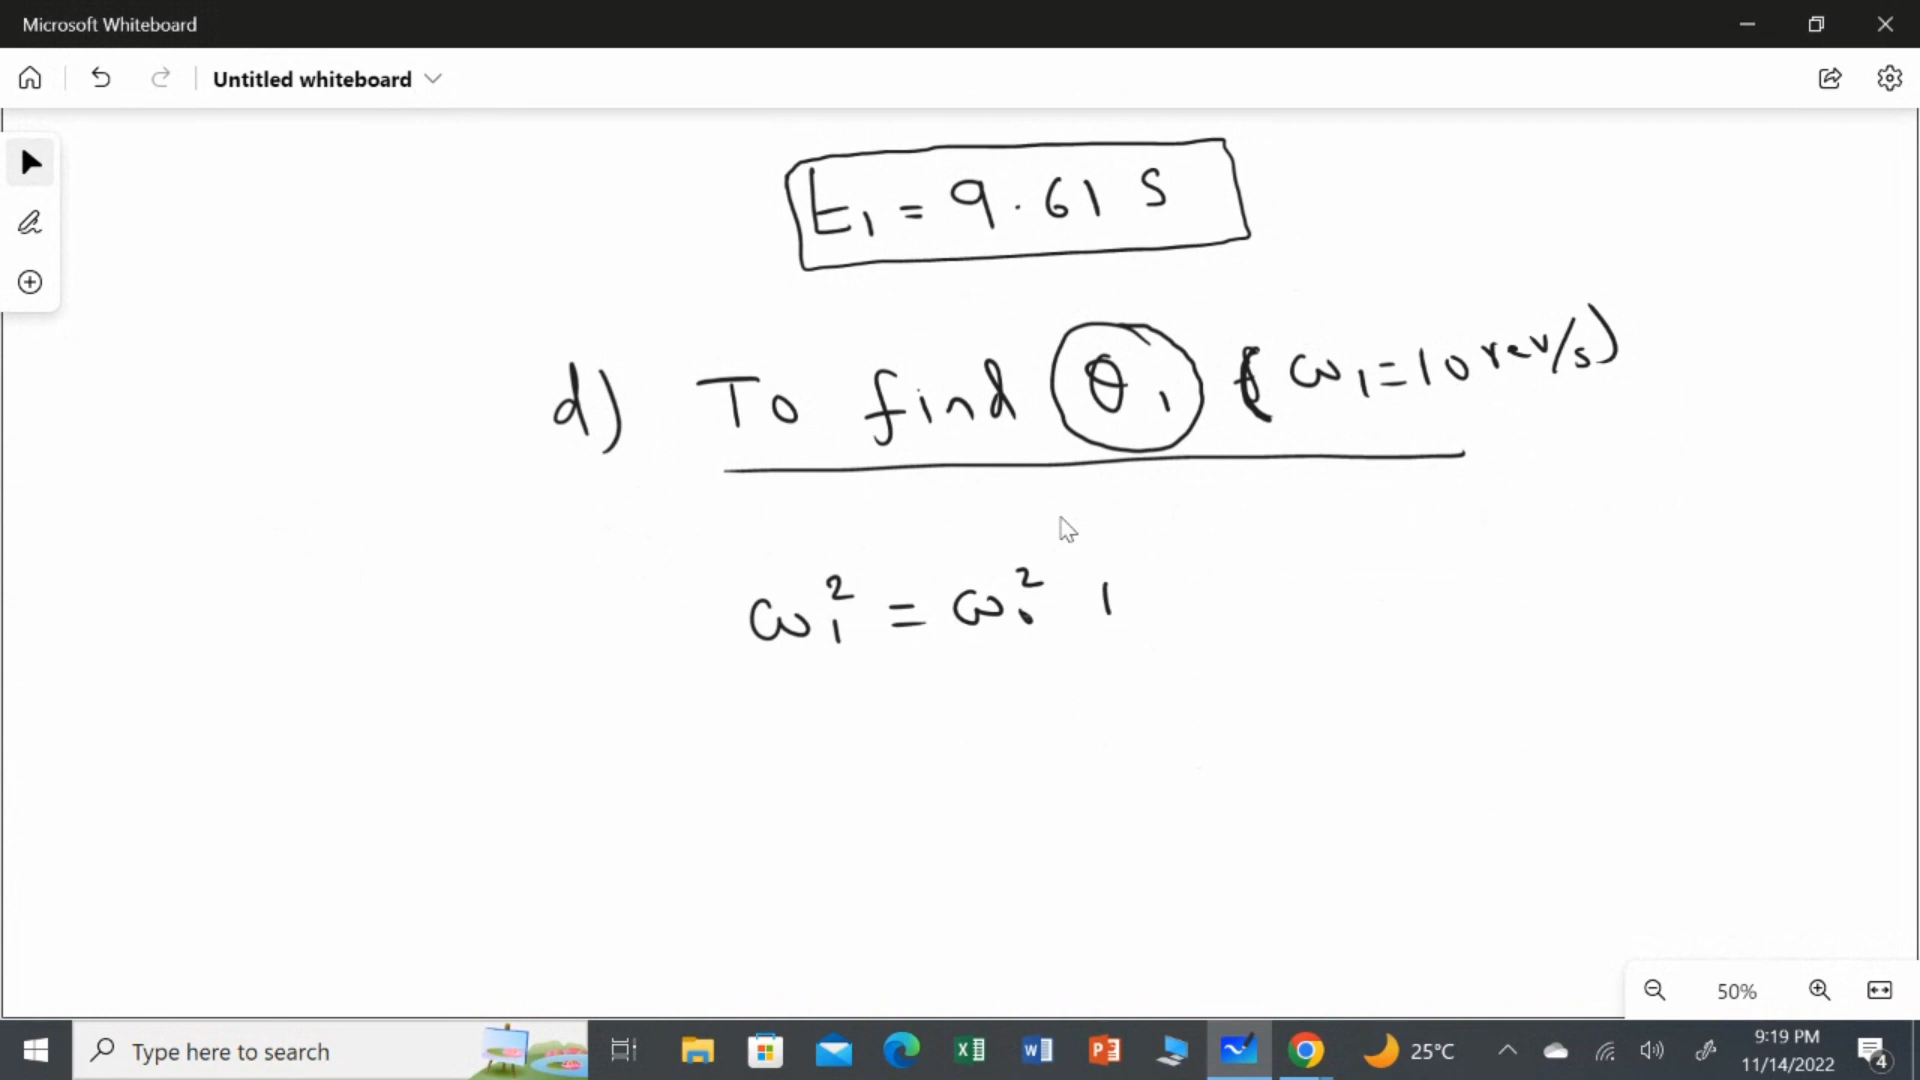 Microsoft Whiteboard
Untitled whiteboard
t₁ = 9.61 s
d) To find θ₁ (ω₁=10 rev/s)
ω₁² = ω₀²
50%
Type here to search
25°C
9:19 PM
11/14/2022
4